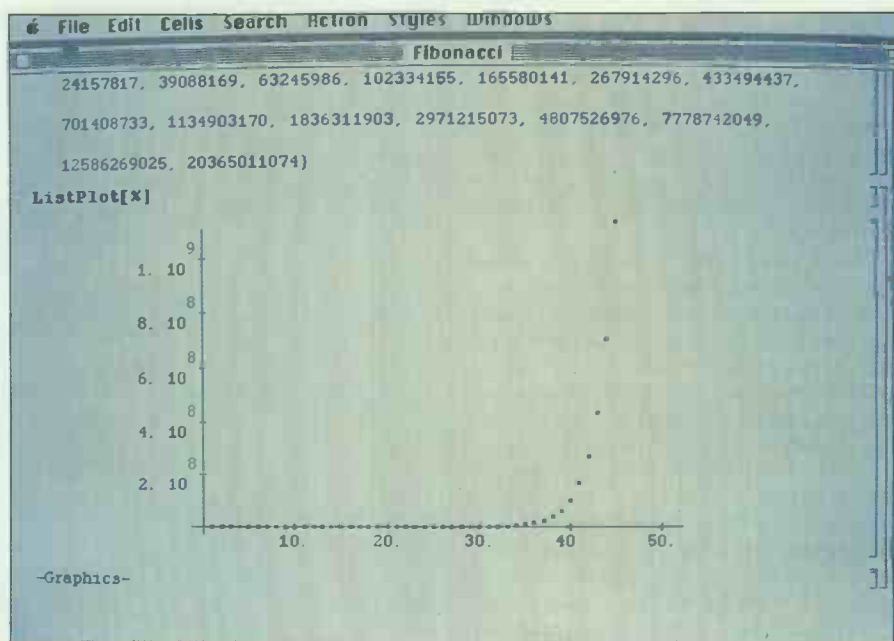 File Edit Cells Search Action Styles Windows
Fibonacci
24157817, 39088169, 63245986, 102334155, 165580141, 267914296, 433494437,
701408733, 1134903170, 1836311903, 2971215073, 4807526976, 7778742049,
12586269025, 20365011074}
ListPlot[%]
9
1. 10
8
8. 10
8
6. 10
8
4. 10
8
2. 10
10. 20. 30. 40 50.
-Graphics-